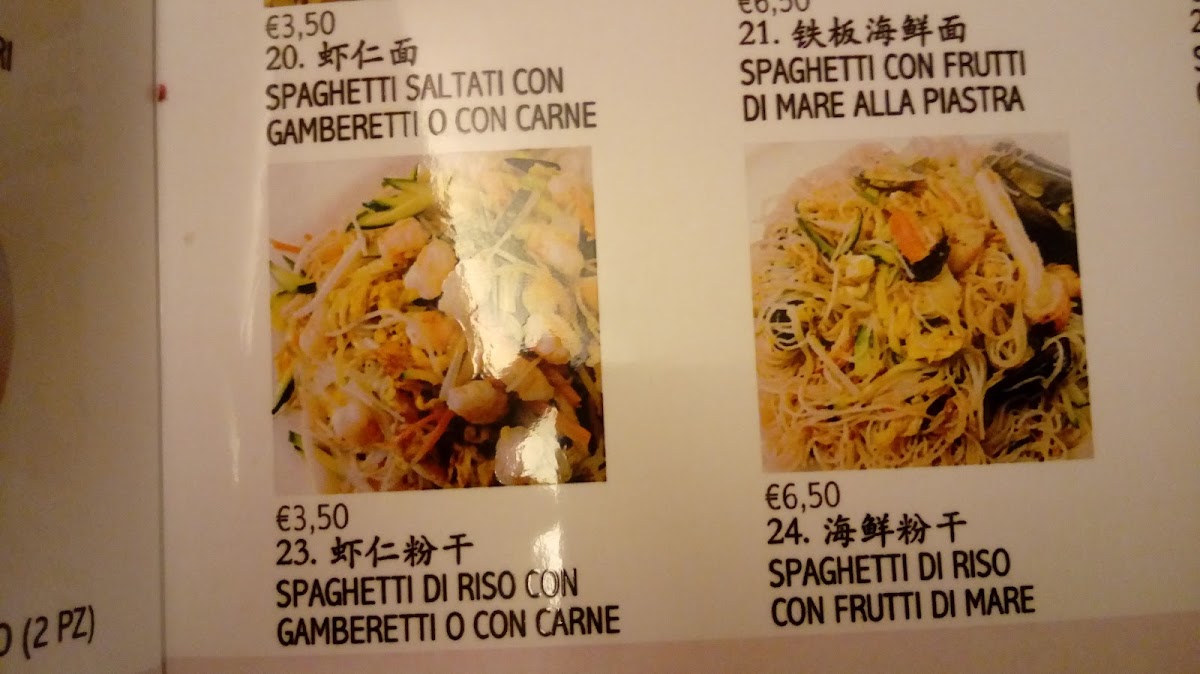 €3,50
20. 虾仁面
SPAGHETTI SALTATI CON
GAMBERETTI O CON CARNE
€6,50
21. 铁板海鲜面
SPAGHETTI CON FRUTTI
DI MARE ALLA PIASTRA
€3,50
23. 虾仁粉干
SPAGHETTI DI RISO CON
GAMBERETTI O CON CARNE
€6,50
24. 海鲜粉干
SPAGHETTI DI RISO
CON FRUTTI DI MARE
(2 PZ)